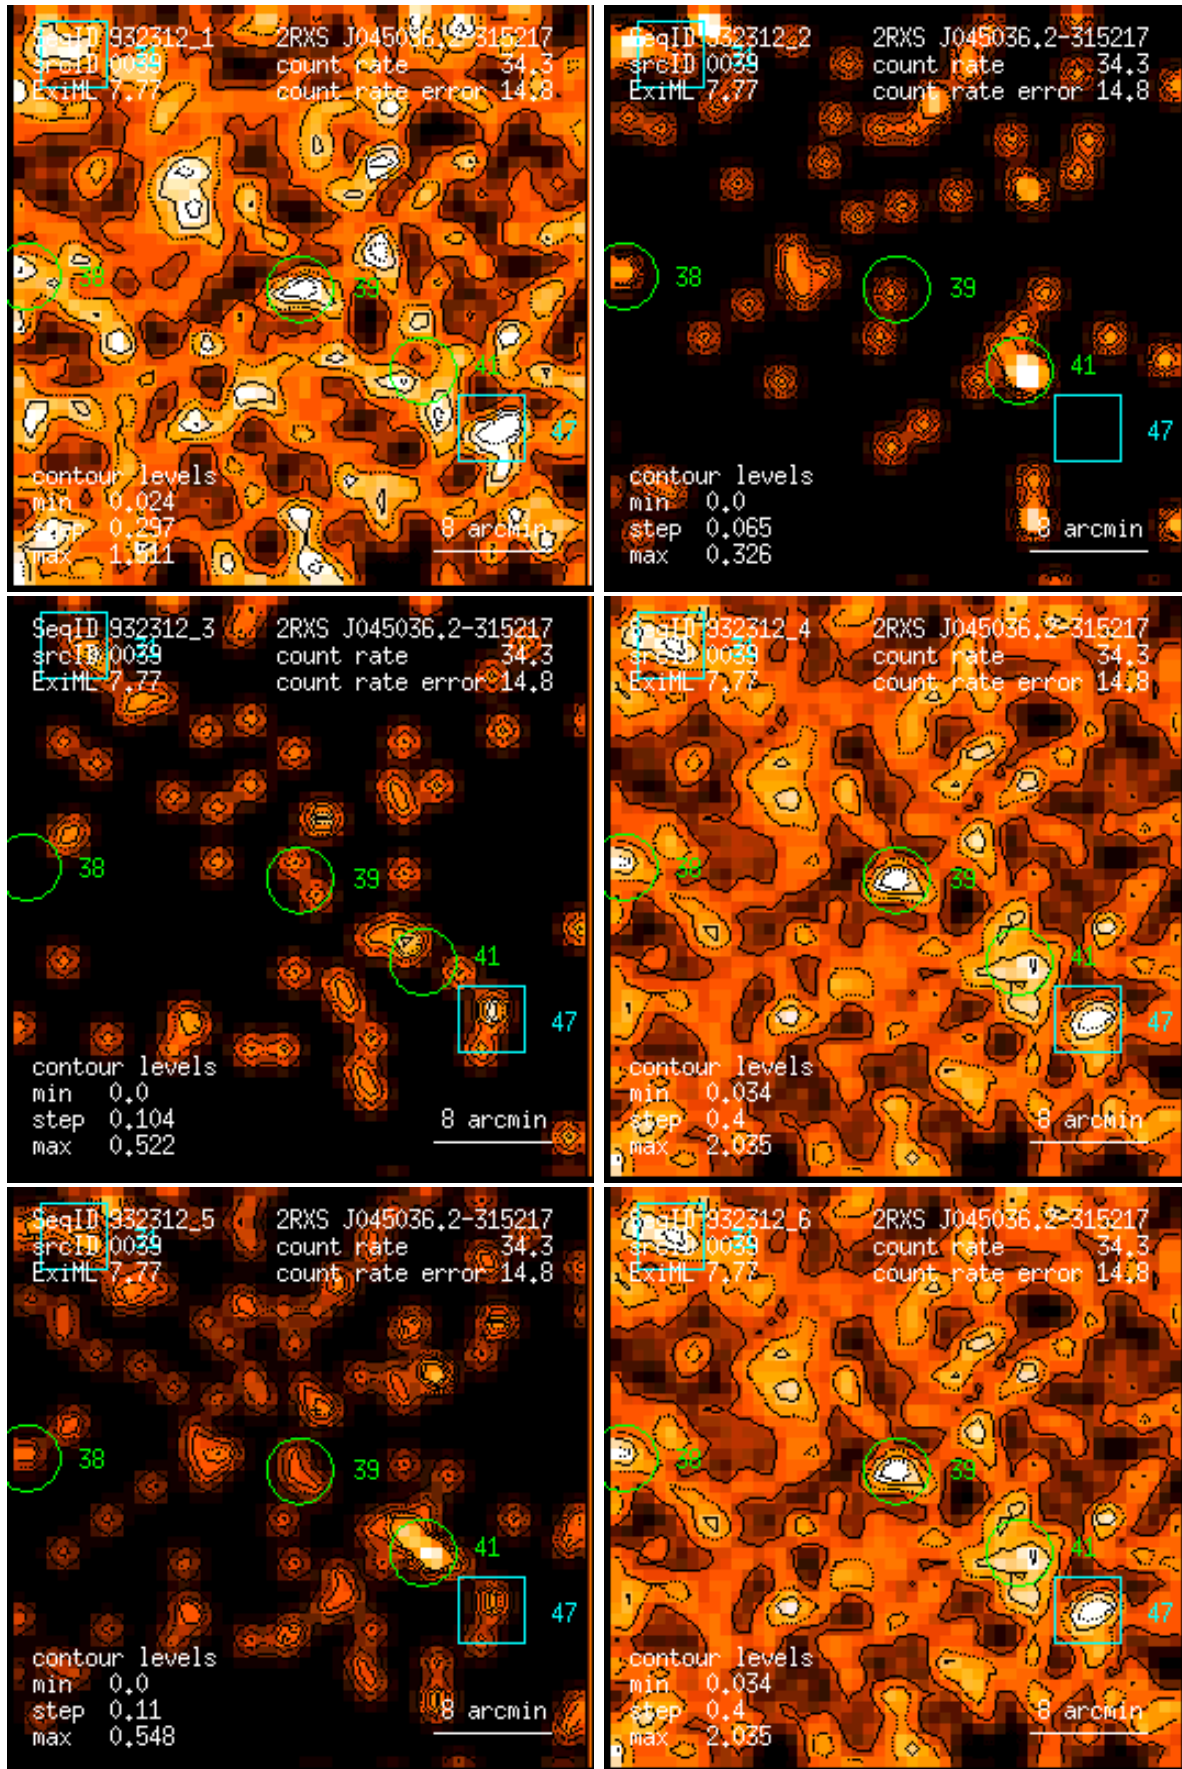 SeqID 932312_1 2RXS J045036.2-315217
srcID 0039 31 count rate 34.3
ExiML 7.77 count rate error 14.8
38
39
41
47
contour levels
min 0.024
step 0.297
max 1.511
8 arcmin
SeqID 932312_2 2RXS J045036.2-315217
srcID 0039 31 count rate 34.3
ExiML 7.77 count rate error 14.8
38
39
41
47
contour levels
min 0.0
step 0.065
max 0.326
8 arcmin
SeqID 932312_3 2RXS J045036.2-315217
srcID 0039 31 count rate 34.3
ExiML 7.77 count rate error 14.8
38
39
41
47
contour levels
min 0.0
step 0.104
max 0.522
8 arcmin
SeqID 932312_4 2RXS J045036.2-315217
srcID 0039 31 count rate 34.3
ExiML 7.77 count rate error 14.8
38
39
41
47
contour levels
min 0.034
step 0.4
max 2.035
8 arcmin
SeqID 932312_5 2RXS J045036.2-315217
srcID 0039 31 count rate 34.3
ExiML 7.77 count rate error 14.8
38
39
41
47
contour levels
min 0.0
step 0.11
max 0.548
8 arcmin
SeqID 932312_6 2RXS J045036.2-315217
srcID 0039 31 count rate 34.3
ExiML 7.77 count rate error 14.8
38
39
41
47
contour levels
min 0.034
step 0.4
max 2.035
8 arcmin